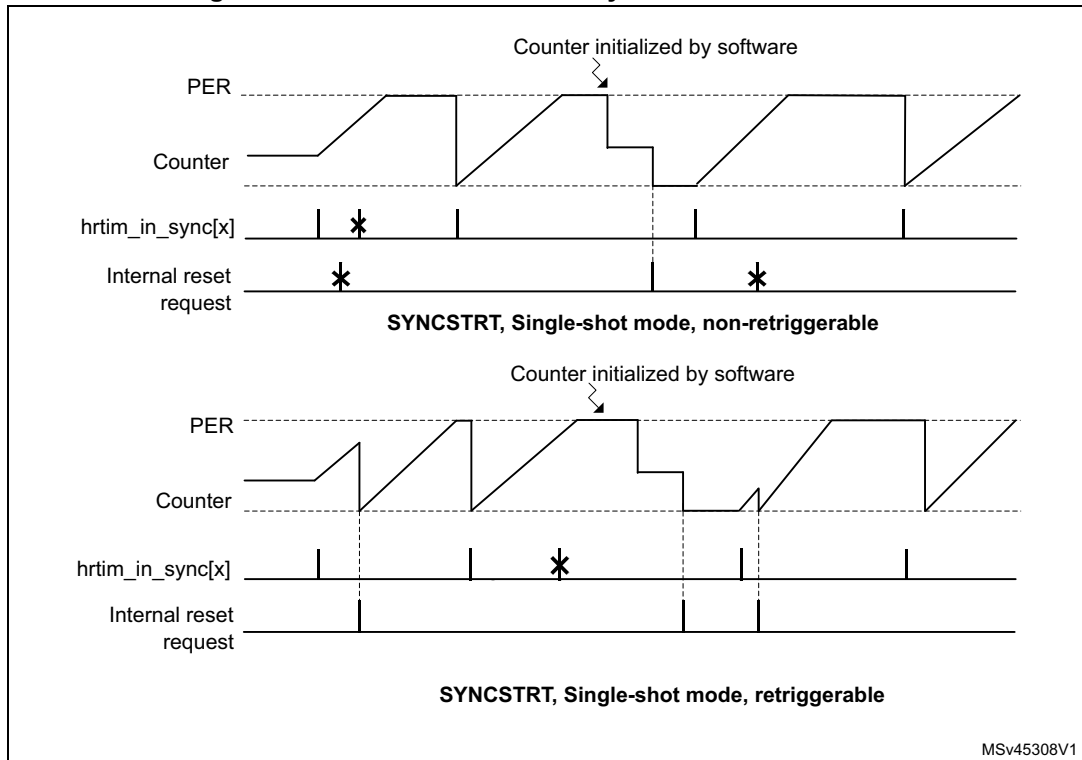 Counter initialized by software
PER
Counter
hrtim_in_sync[x]
Internal reset
request
SYNCSTRT, Single-shot mode, non-retriggerable
Counter initialized by software
PER
Counter
hrtim_in_sync[x]
Internal reset
request
SYNCSTRT, Single-shot mode, retriggerable
MSv45308V1